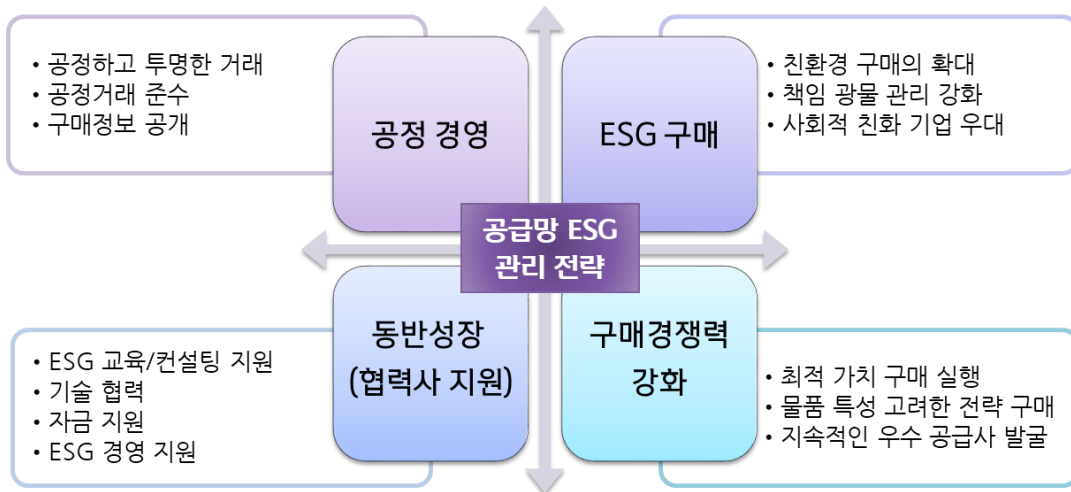 • 공정하고 투명한 거래
• 공정거래 준수
• 구매정보 공개
공정 경영
ESG 구매
• 친환경 구매의 확대
• 책임 광물 관리 강화
• 사회적 친화 기업 우대
공급망 ESG
관리 전략
• ESG 교육/컨설팅 지원
• 기술 협력
• 자금 지원
• ESG 경영 지원
동반성장
(협력사 지원)
구매경쟁력
강화
• 최적 가치 구매 실행
• 물품 특성 고려한 전략 구매
• 지속적인 우수 공급사 발굴